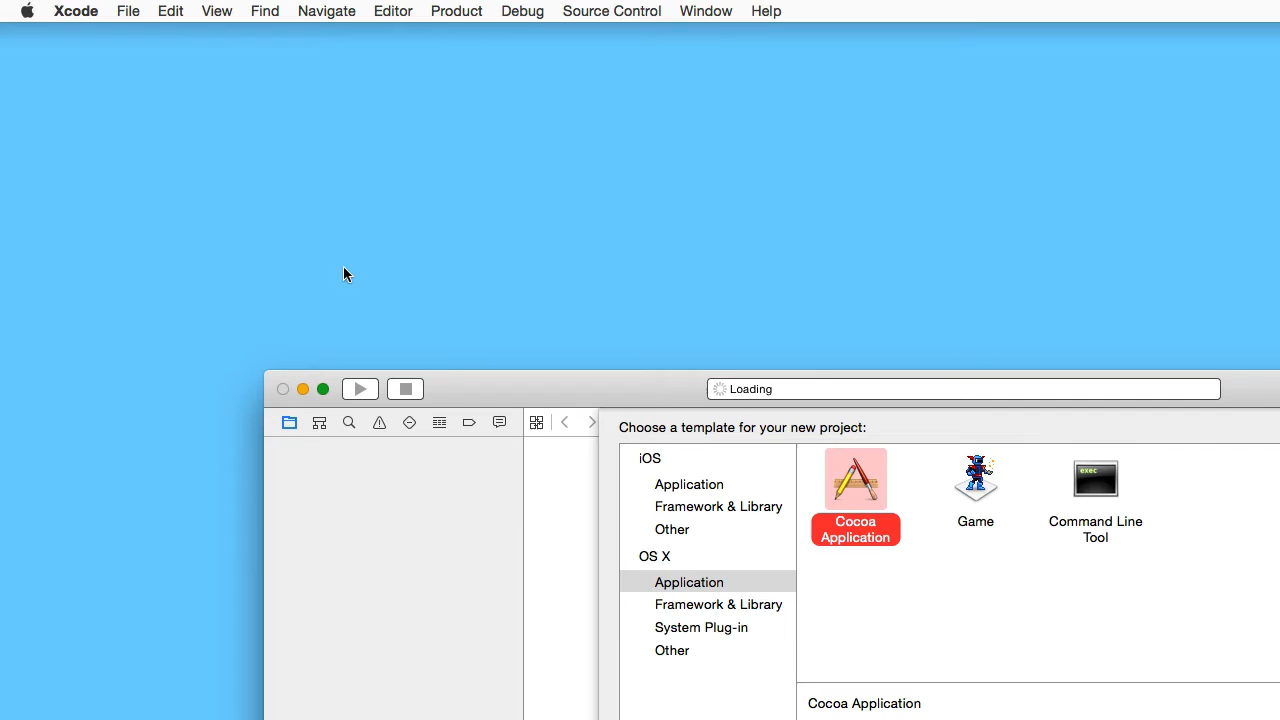 Xcode File Edit View Find Navigate Editor Product Debug Source Control Window Help
Loading
Choose a template for your new project:
iOS
Application
Framework & Library
Other
OS X
Application
Framework & Library
System Plug-in
Other
Cocoa
Application
Game
exec
Command Line
Tool
Cocoa Application